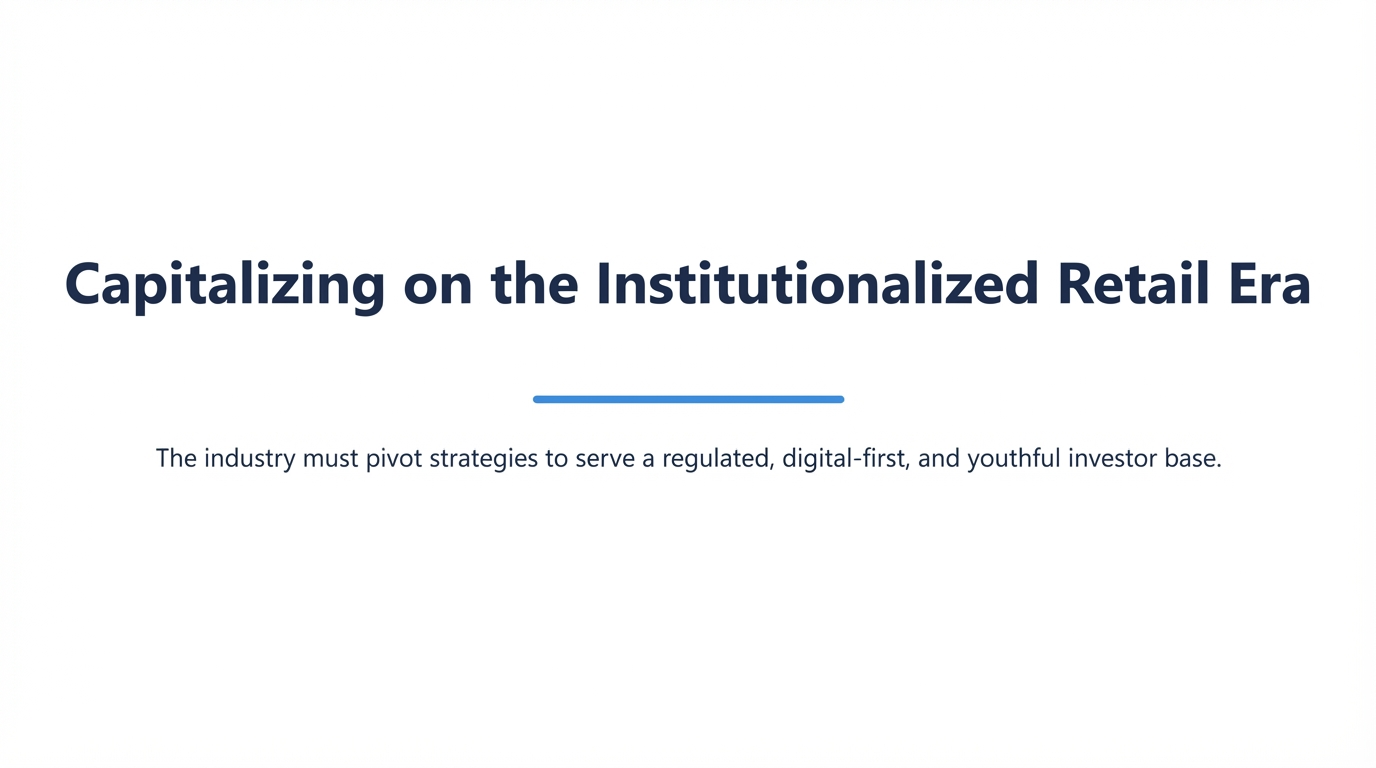 Capitalizing on the Institutionalized Retail Era
The industry must pivot strategies to serve a regulated, digital-first, and youthful investor base.